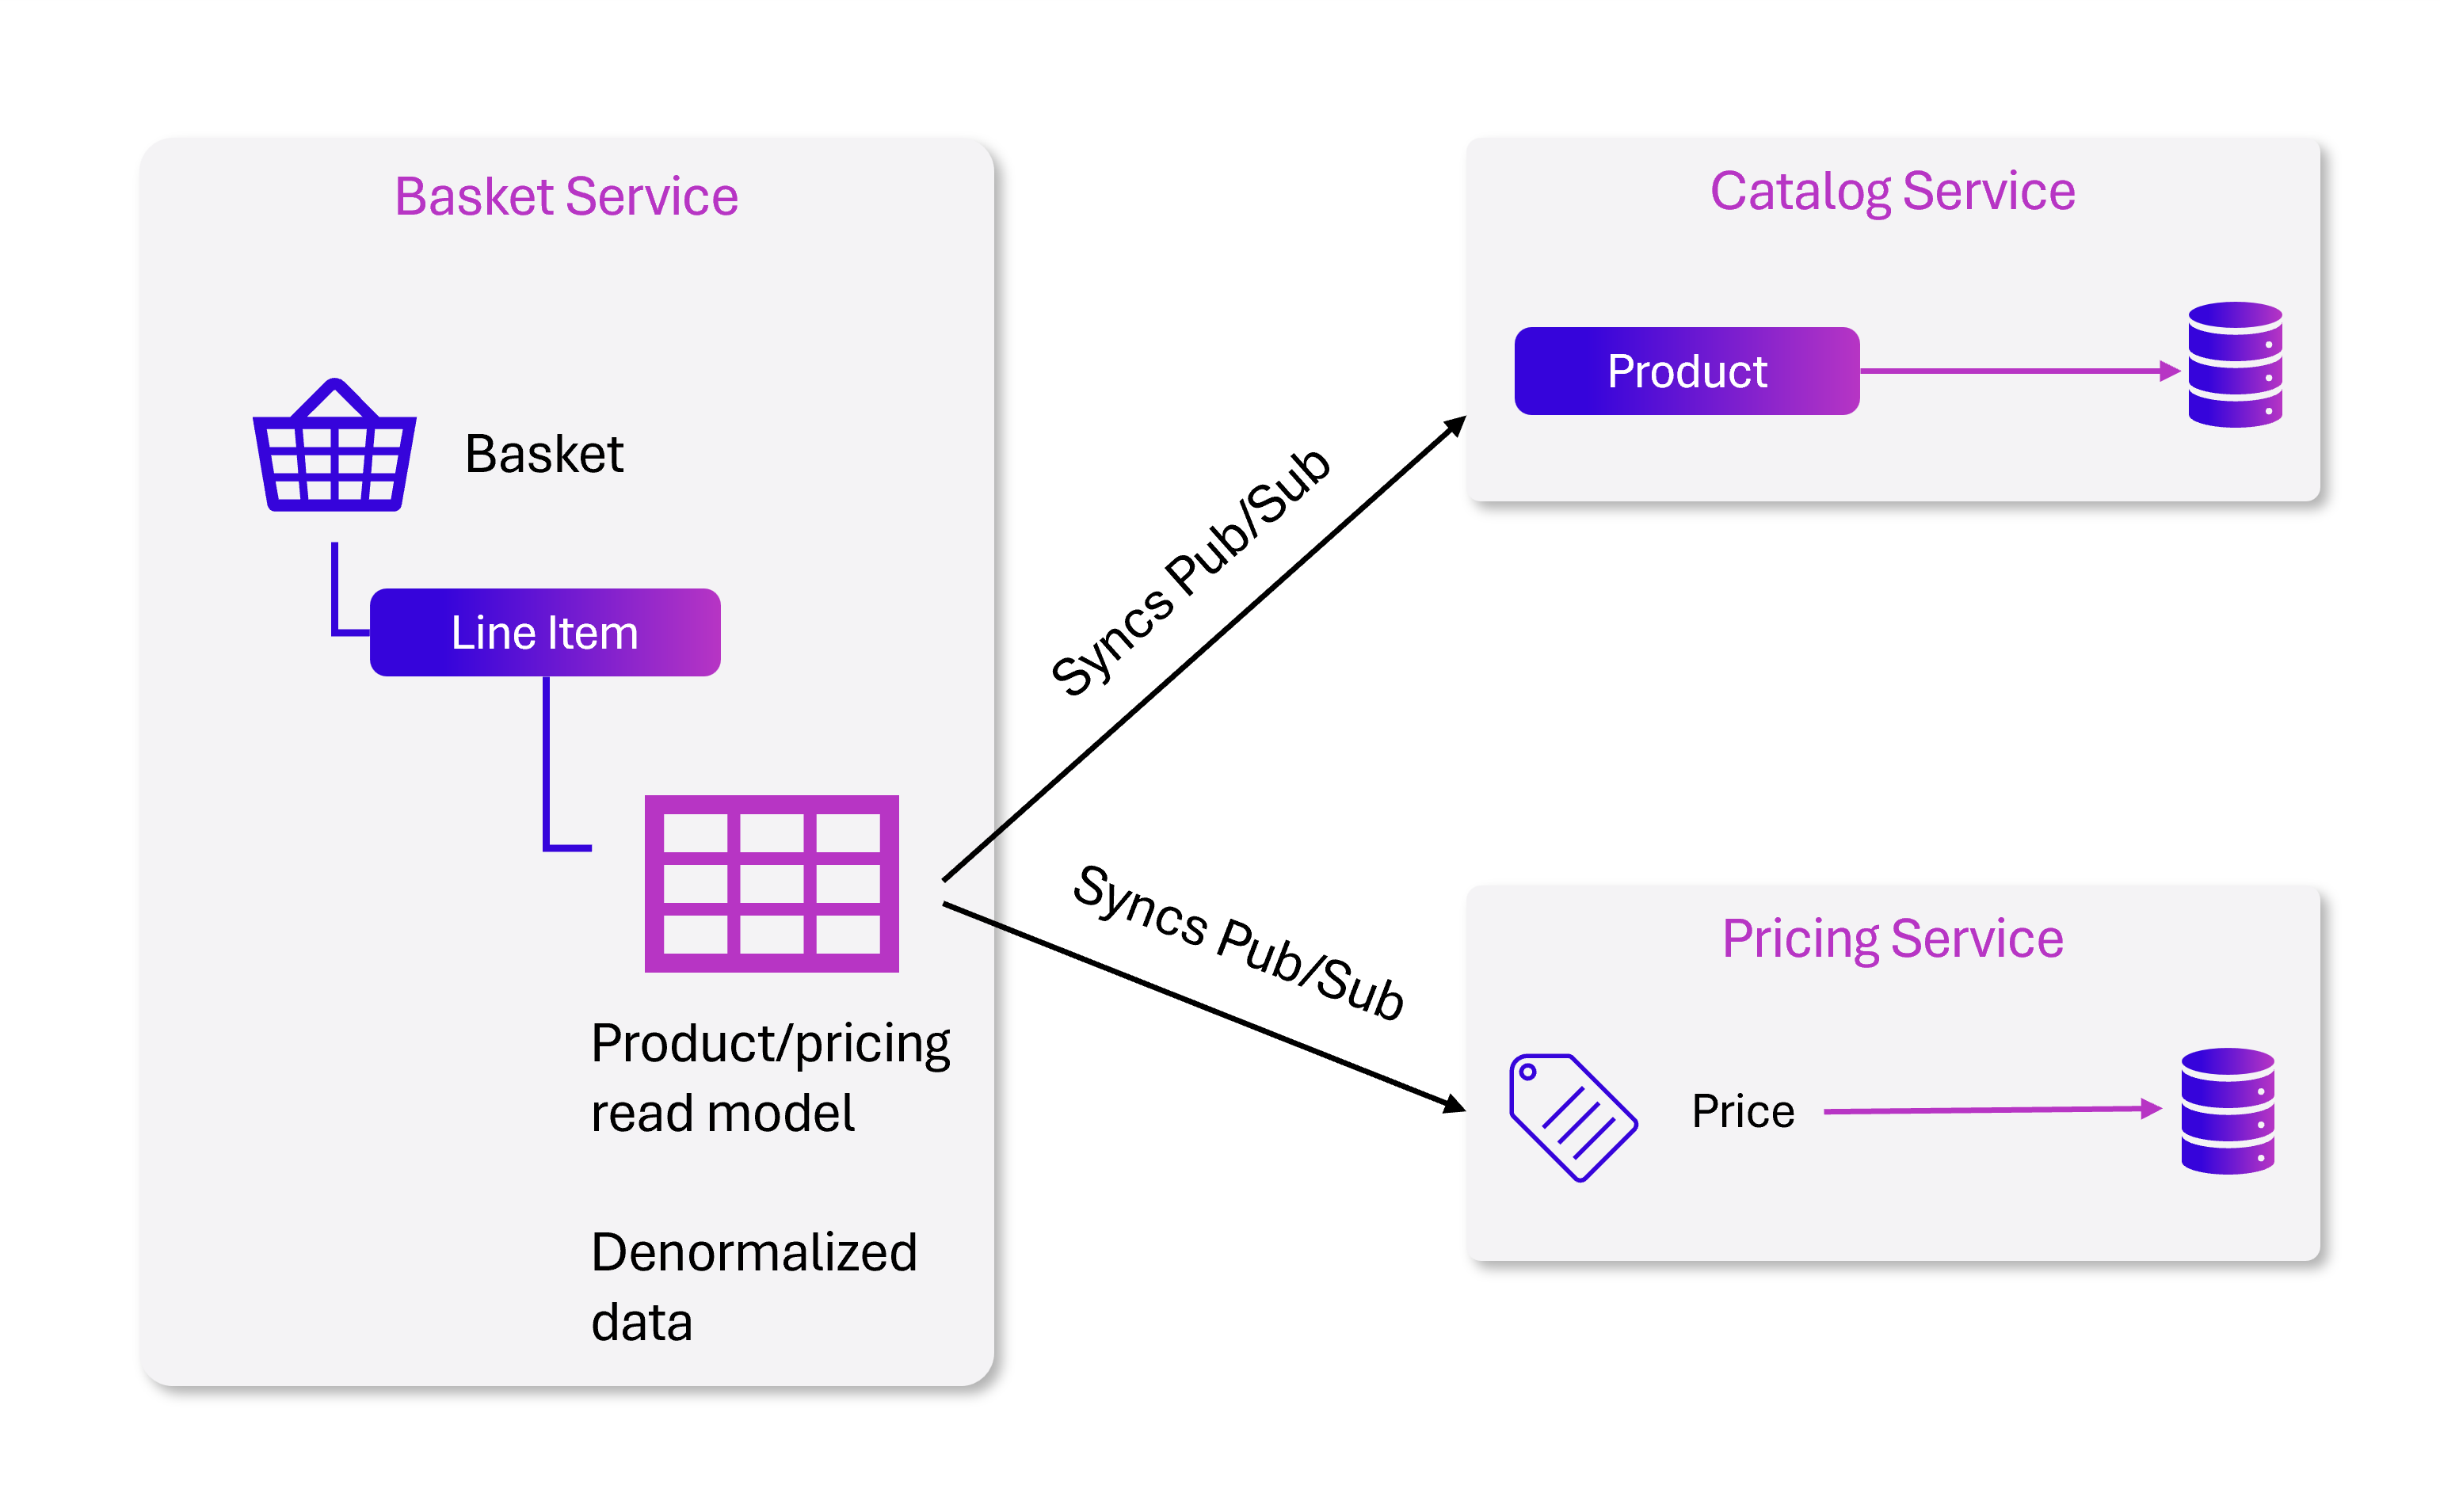 Basket Service
Basket
Line Item
Product/pricing
read model
Denormalized
data
Syncs Pub/Sub
Syncs Pub/Sub
Catalog Service
Product
Pricing Service
Price